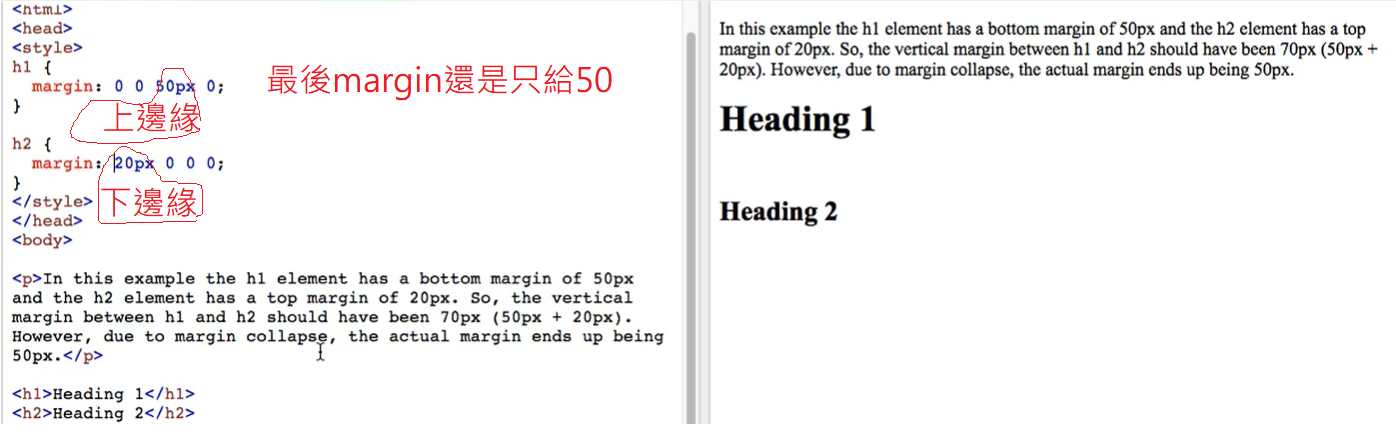 <html>
<head>
<style>
h1 {
margin: 0 0 50px 0;
}
最後margin還是只給50
上邊緣
h2 {
margin: 20px 0 0 0;
}
下邊緣
</style>
</head>
<body>
<p>In this example the h1 element has a bottom margin of 50px
and the h2 element has a top margin of 20px. So, the vertical
margin between h1 and h2 should have been 70px (50px + 20px).
However, due to margin collapse, the actual margin ends up being
50px.</p>
<h1>Heading 1</h1>
<h2>Heading 2</h2>
In this example the h1 element has a bottom margin of 50px and the h2 element has a top
margin of 20px. So, the vertical margin between h1 and h2 should have been 70px (50px +
20px). However, due to margin collapse, the actual margin ends up being 50px.
Heading 1
Heading 2